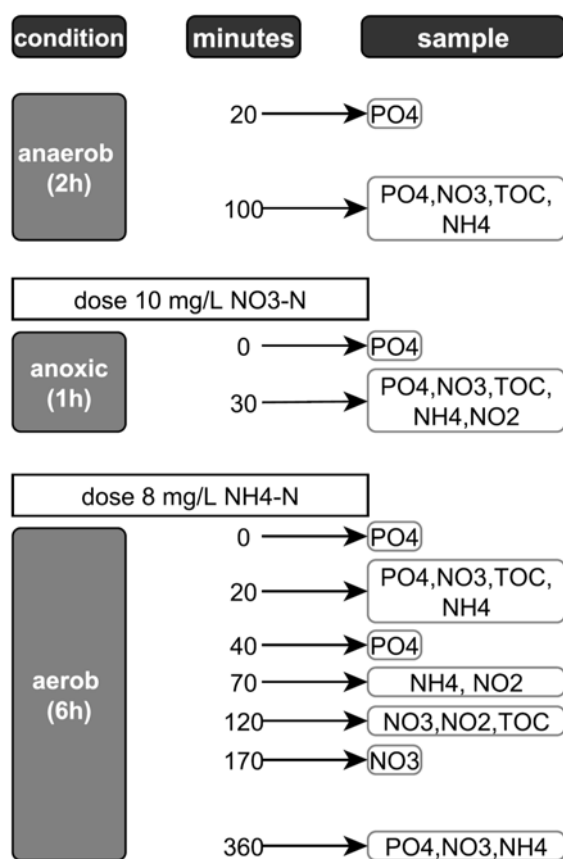 condition minutes sample
anaerob
(2h)
20 PO4
100 PO4,NO3,TOC,
NH4
dose 10 mg/L NO3-N
anoxic
(1h)
0 PO4
30 PO4,NO3,TOC,
NH4,NO2
dose 8 mg/L NH4-N
aerob
(6h)
0 PO4
20 PO4,NO3,TOC,
NH4
40 PO4
70 NH4, NO2
120 NO3,NO2,TOC
170 NO3
360 PO4,NO3,NH4